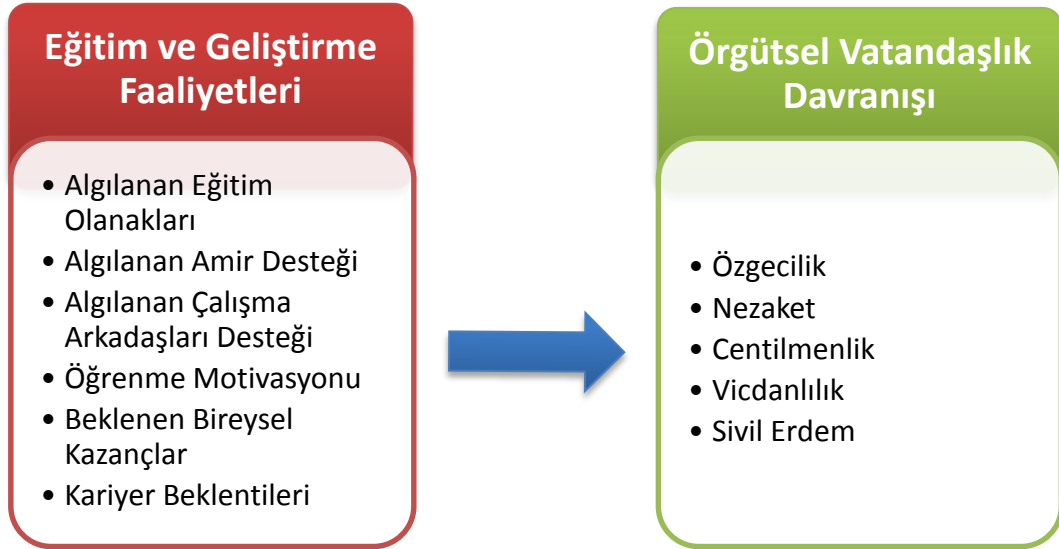 Eğitim ve Geliştirme
Faaliyetleri
• Algılanan Eğitim
Olanakları
• Algılanan Amir Desteği
• Algılanan Çalışma
Arkadaşları Desteği
• Öğrenme Motivasyonu
• Beklenen Bireysel
Kazançlar
• Kariyer Beklentileri
Örgütsel Vatandaşlık
Davranışı
• Özgecilik
• Nezaket
• Centilmenlik
• Vicdanlılık
• Sivil Erdem